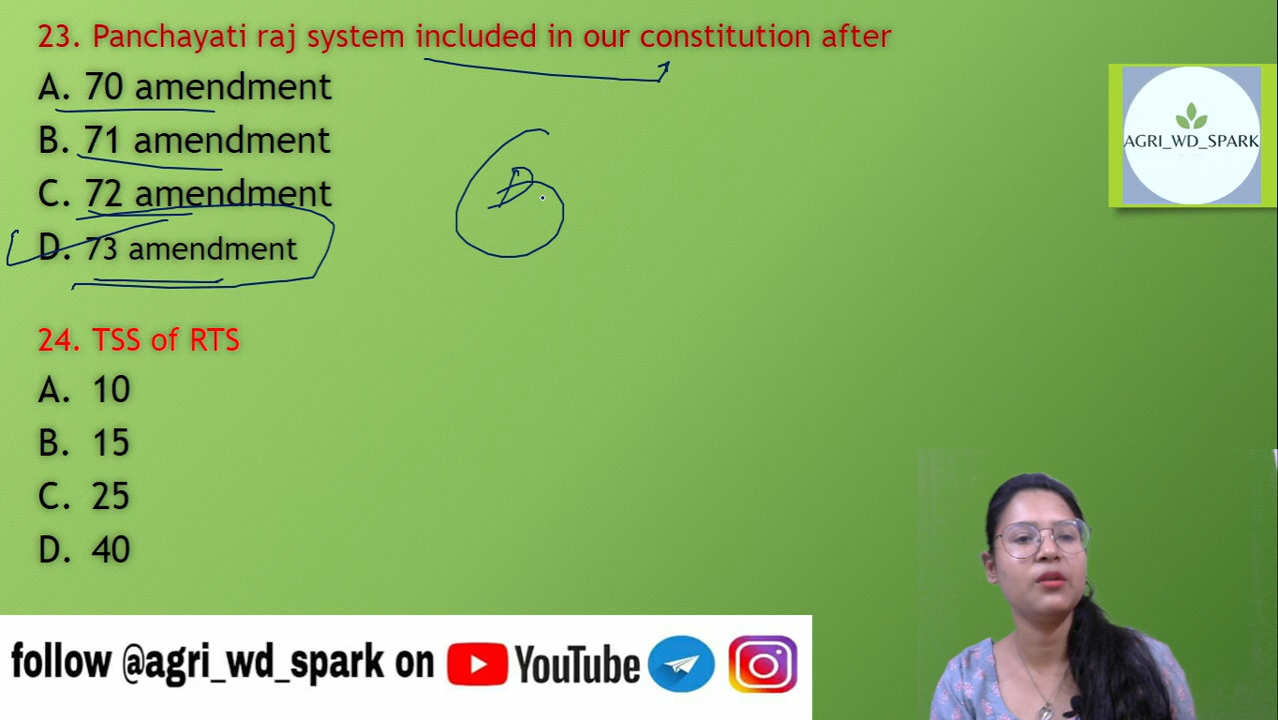 23. Panchayati raj system included in our constitution after
A. 70 amendment
B. 71 amendment
C. 72 amendment
D. 73 amendment
D
AGRI_WD_SPARK
24. TSS of RTS
A. 10
B. 15
C. 25
D. 40
follow @agri_wd_spark on YouTube